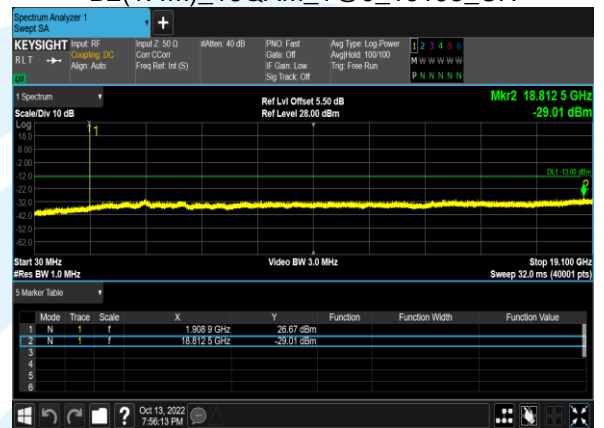 Spectrum Analyzer 1
Swept SA
+
KEYSIGHT Input: RF Input Z: 50 Ω #Atten: 40 dB PNO: Fast Avg Type: Log-Power 1 2 3 4 5 6
RLT Coupling: DC Corr CCorr Gate: Off Avg|Hold: 100/100 M W W W W W
Align: Auto Freq Ref: Int (S) IF Gain: Low Trig: Free Run
Sig Track: Off P N N N N N
1 Spectrum Ref Lvl Offset 5.50 dB Mkr2 18.812 5 GHz
Scale/Div 10 dB Ref Level 28.00 dBm -29.01 dBm
Log
1
18.0
8.00
-2.00
-12.0 DL1 -13.00 dBm
-22.0 2
-32.0
-42.0
-52.0
-62.0
Start 30 MHz Video BW 3.0 MHz Stop 19.100 GHz
#Res BW 1.0 MHz Sweep 32.0 ms (40001 pts)
5 Marker Table
Mode Trace Scale X Y Function Function Width Function Value
1 N 1 f 1.908 9 GHz 26.67 dBm
2 N 1 f 18.812 5 GHz -29.01 dBm
3
4
5
6
? Oct 13, 2022
7:56:13 PM